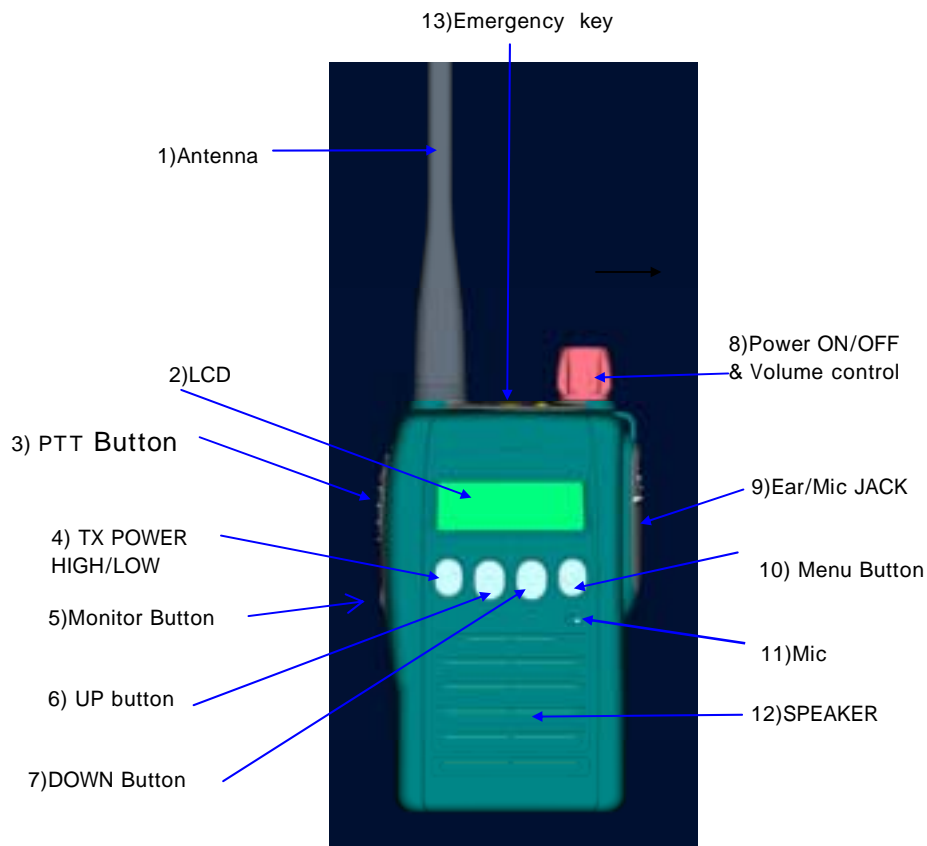 13)Emergency key
1)Antenna
8)Power ON/OFF
& Volume control
2)LCD
3) PTT Button
9)Ear/Mic JACK
4) TX POWER
HIGH/LOW
10) Menu Button
5)Monitor Button
11)Mic
6) UP button
12)SPEAKER
7)DOWN Button